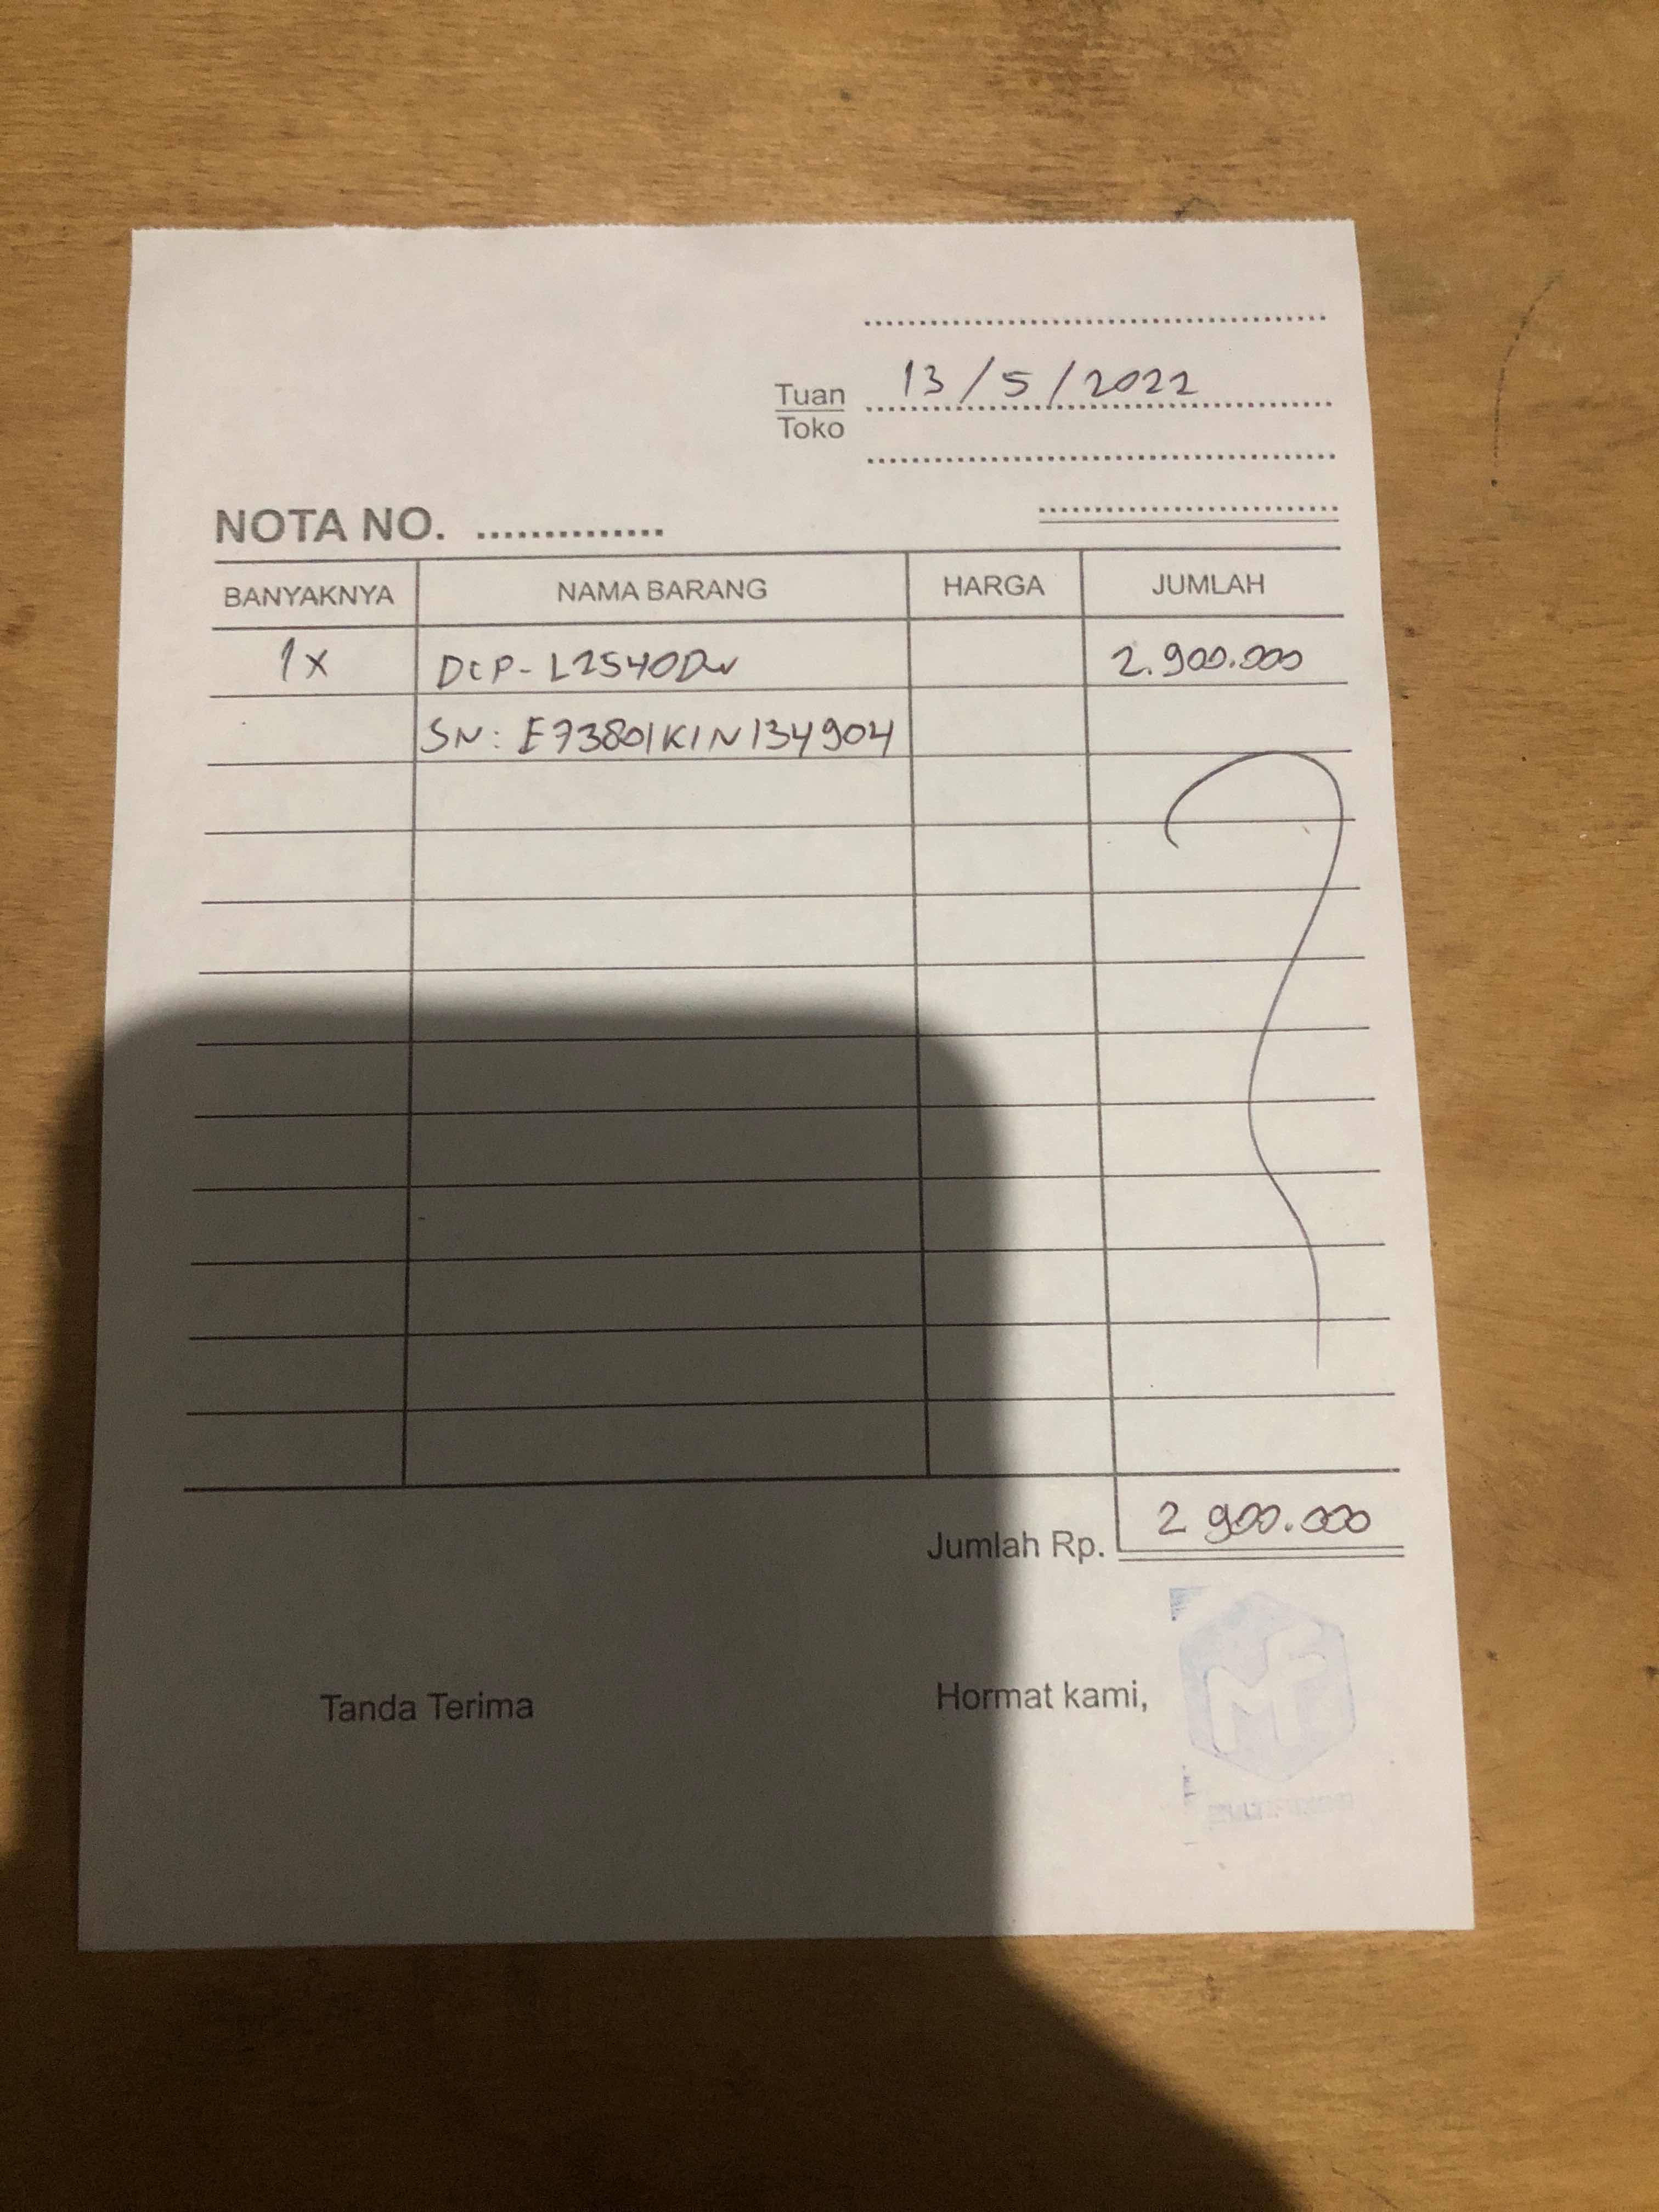 13/5/2022
Tuan
Toko
NOTA NO. ..............
BANYAKNYA NAMA BARANG HARGA JUMLAH
1x DCP-L2540DW 2.900.000
SN: E73801K1N134904
Jumlah Rp. 2 900.000
Tanda Terima Hormat kami,
MF